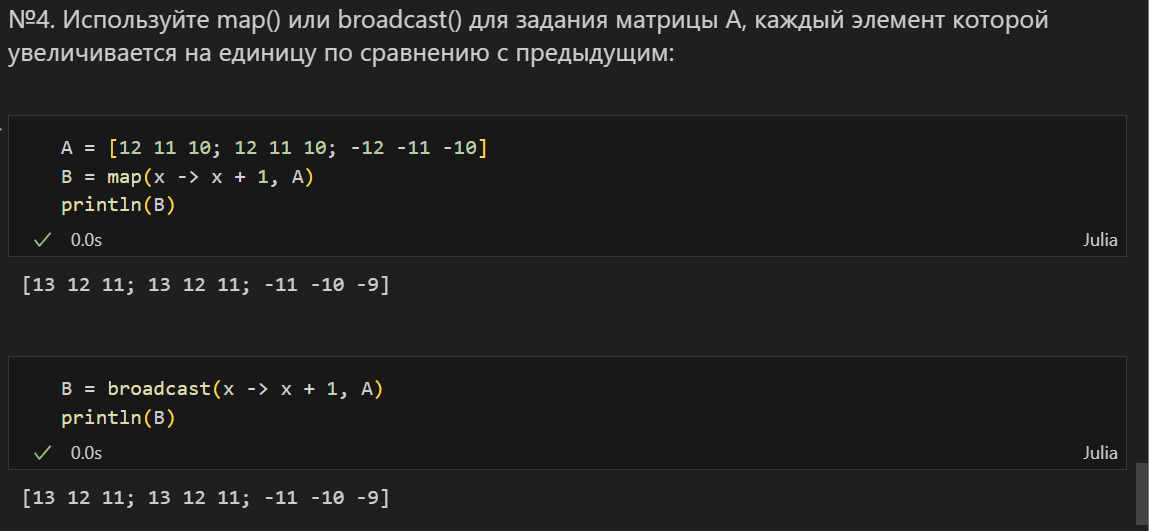 №4. Используйте map() или broadcast() для задания матрицы A, каждый элемент которой
увеличивается на единицу по сравнению с предыдущим:
A = [12 11 10; 12 11 10; -12 -11 -10]
B = map(x -> x + 1, A)
println(B)
0.0s
Julia
[13 12 11; 13 12 11; -11 -10 -9]
B = broadcast(x -> x + 1, A)
println(B)
0.0s
Julia
[13 12 11; 13 12 11; -11 -10 -9]